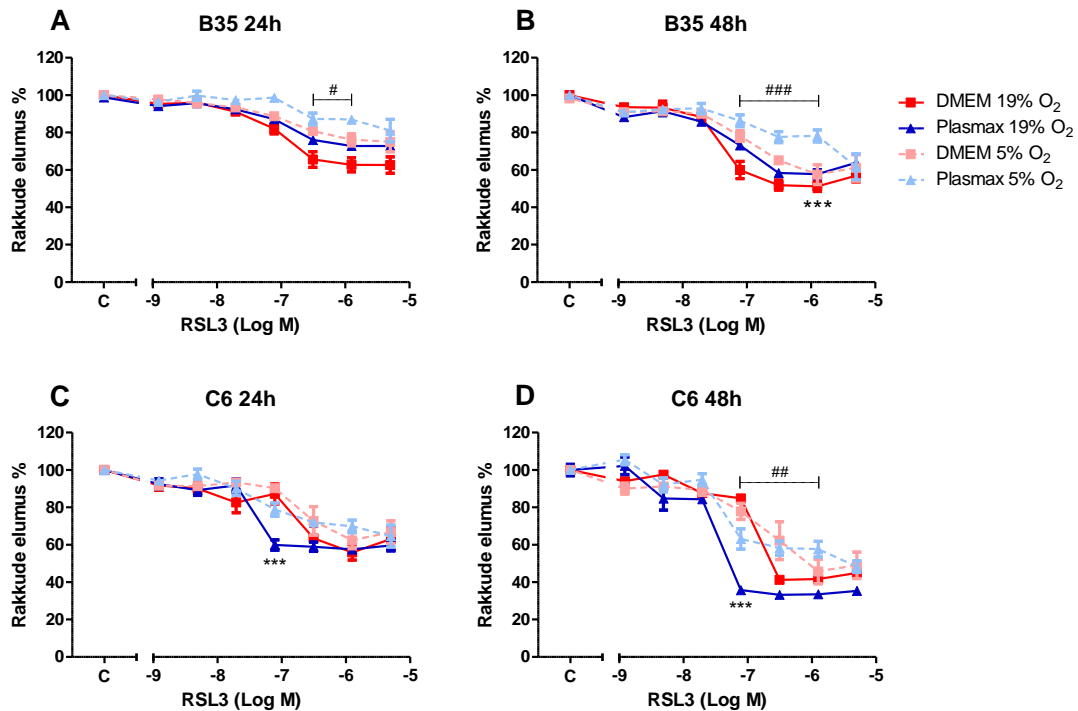 A
B35 24h
Rakkude elumus %
120
100
80
60
40
20
0
#
C
-9
-8
-7
-6
-5
RSL3 (Log M)
B
B35 48h
Rakkude elumus %
120
100
80
60
40
20
0
###
***
C
-9
-8
-7
-6
-5
RSL3 (Log M)
DMEM 19% O2
Plasmax 19% O2
DMEM 5% O2
Plasmax 5% O2
C
C6 24h
Rakkude elumus %
120
100
80
60
40
20
0
***
C
-9
-8
-7
-6
-5
RSL3 (Log M)
D
C6 48h
Rakkude elumus %
120
100
80
60
40
20
0
##
***
C
-9
-8
-7
-6
-5
RSL3 (Log M)